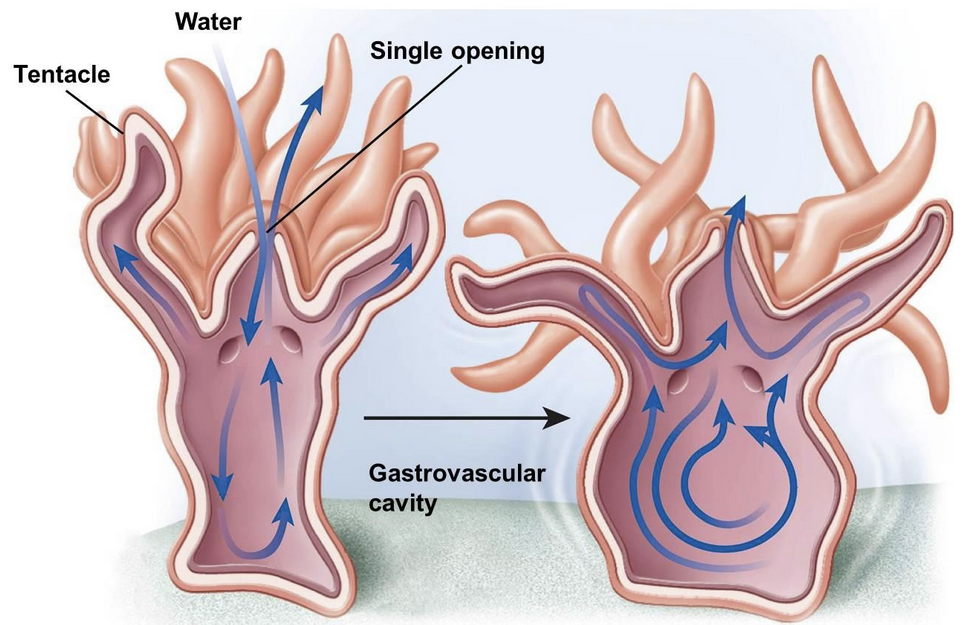 Water
Single opening
Tentacle
Gastrovascular
cavity